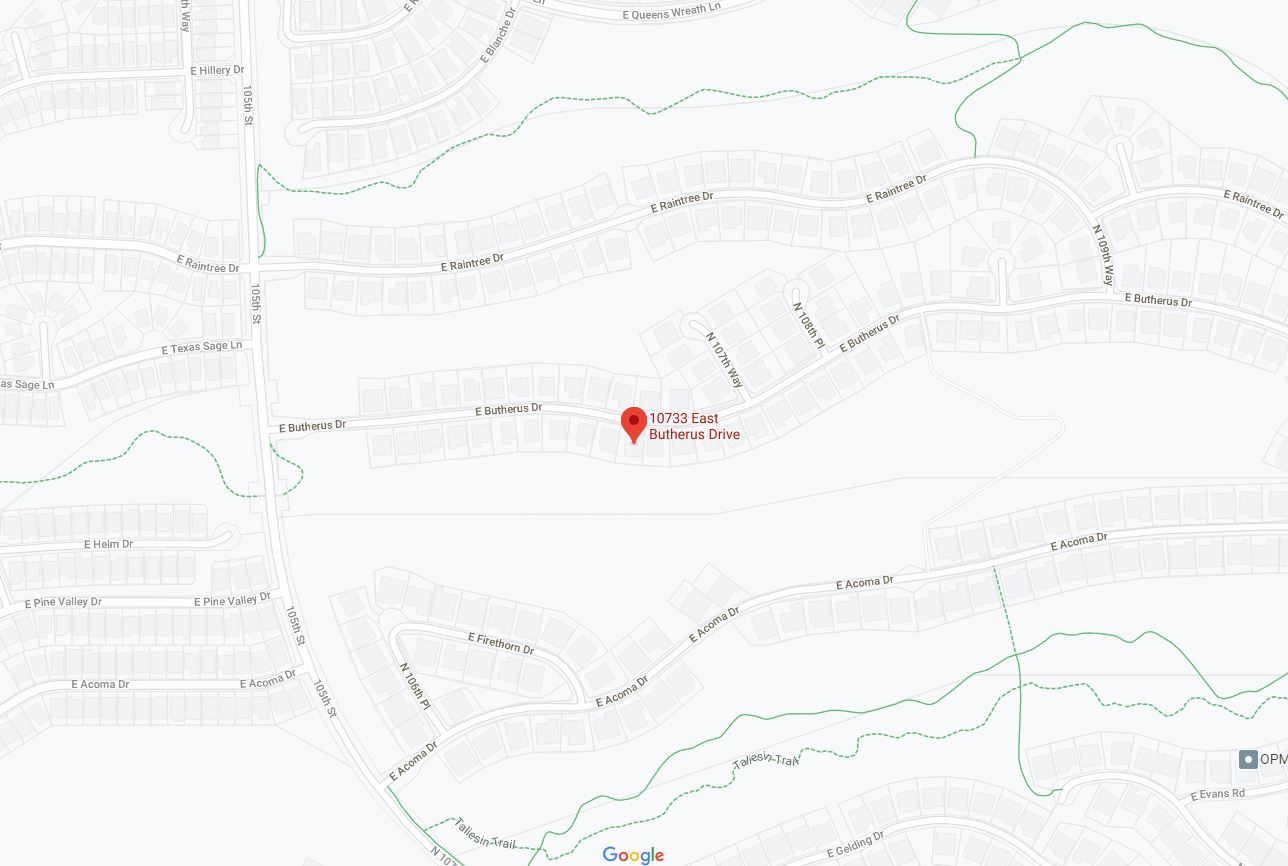 E Queens Wreath Ln
E Blanche Dr
E Hillery Dr
105th St
E Raintree Dr
E Raintree Dr
E Raintree Dr
N 109th Way
E Raintree Dr
E Raintree Dr
105th St
E Butherus Dr
N 108th Pl
E Butherus Dr
E Texas Sage Ln
N 107th Way
as Sage Ln
E Butherus Dr
E Butherus Dr
10733 East
Butherus Drive
E Helm Dr
E Acoma Dr
E Acoma Dr
E Pine Valley Dr
E Pine Valley Dr
105th St
E Acoma Dr
E Firethorn Dr
N 106th Pl
E Acoma Dr
E Acoma Dr
E Acoma Dr
105th St
E Acoma Dr
Taliesin Trail
OPM
E Evans Rd
Taliesin Trail
E Gelding Dr
N 107
Google